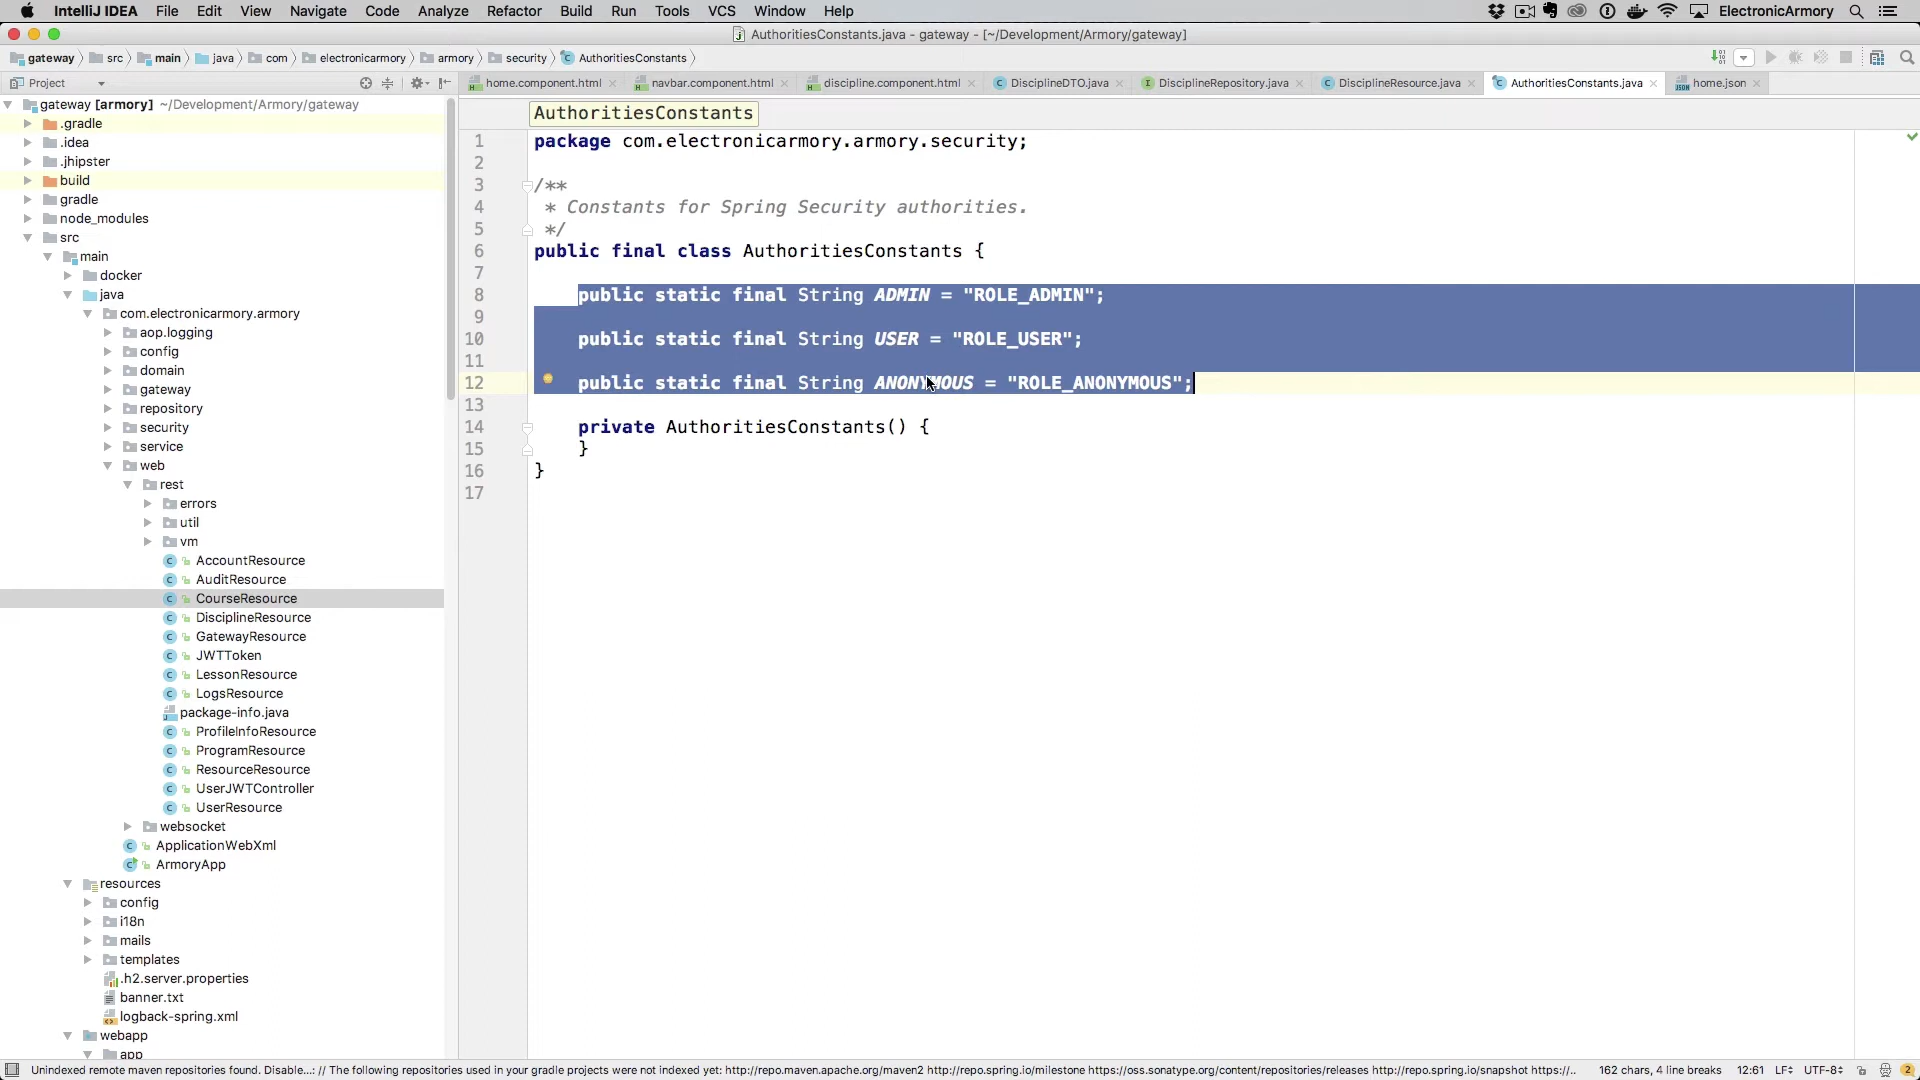 IntelliJ IDEA File Edit View Navigate Code Analyze Refactor Build Run Tools VCS Window Help ElectronicArmory
AuthoritiesConstants.java - gateway - [~/Development/Armory/gateway]
gateway src main java com electronicarmory armory security AuthoritiesConstants
Project
home.component.html navbar.component.html discipline.component.html DisciplineDTO.java DisciplineRepository.java DisciplineResource.java AuthoritiesConstants.java home.json
gateway [armory] ~/Development/Armory/gateway
.gradle
.idea
.jhipster
build
gradle
node_modules
src
main
docker
java
com.electronicarmory.armory
aop.logging
config
domain
gateway
repository
security
service
web
rest
errors
util
vm
AccountResource
AuditResource
CourseResource
DisciplineResource
GatewayResource
JWTToken
LessonResource
LogsResource
package-info.java
ProfileInfoResource
ProgramResource
ResourceResource
UserJWTController
UserResource
websocket
ApplicationWebXml
ArmoryApp
resources
config
i18n
mails
templates
.h2.server.properties
banner.txt
logback-spring.xml
webapp
app
AuthoritiesConstants
1 package com.electronicarmory.armory.security;
2
3 /**
4 * Constants for Spring Security authorities.
5 */
6 public final class AuthoritiesConstants {
7
8 public static final String ADMIN = "ROLE_ADMIN";
9
10 public static final String USER = "ROLE_USER";
11
12 public static final String ANONYMOUS = "ROLE_ANONYMOUS";
13
14 private AuthoritiesConstants() {
15 }
16 }
17
Unindexed remote maven repositories found. Disable...: // The following repositories used in your gradle projects were not indexed yet: http://repo.maven.apache.org/maven2 http://repo.spring.io/milestone https://oss.sonatype.org/content/repositories/releases http://repo.spring.io/snapshot https://... 162 chars, 4 line breaks 12:61 LF÷ UTF-8÷ 2